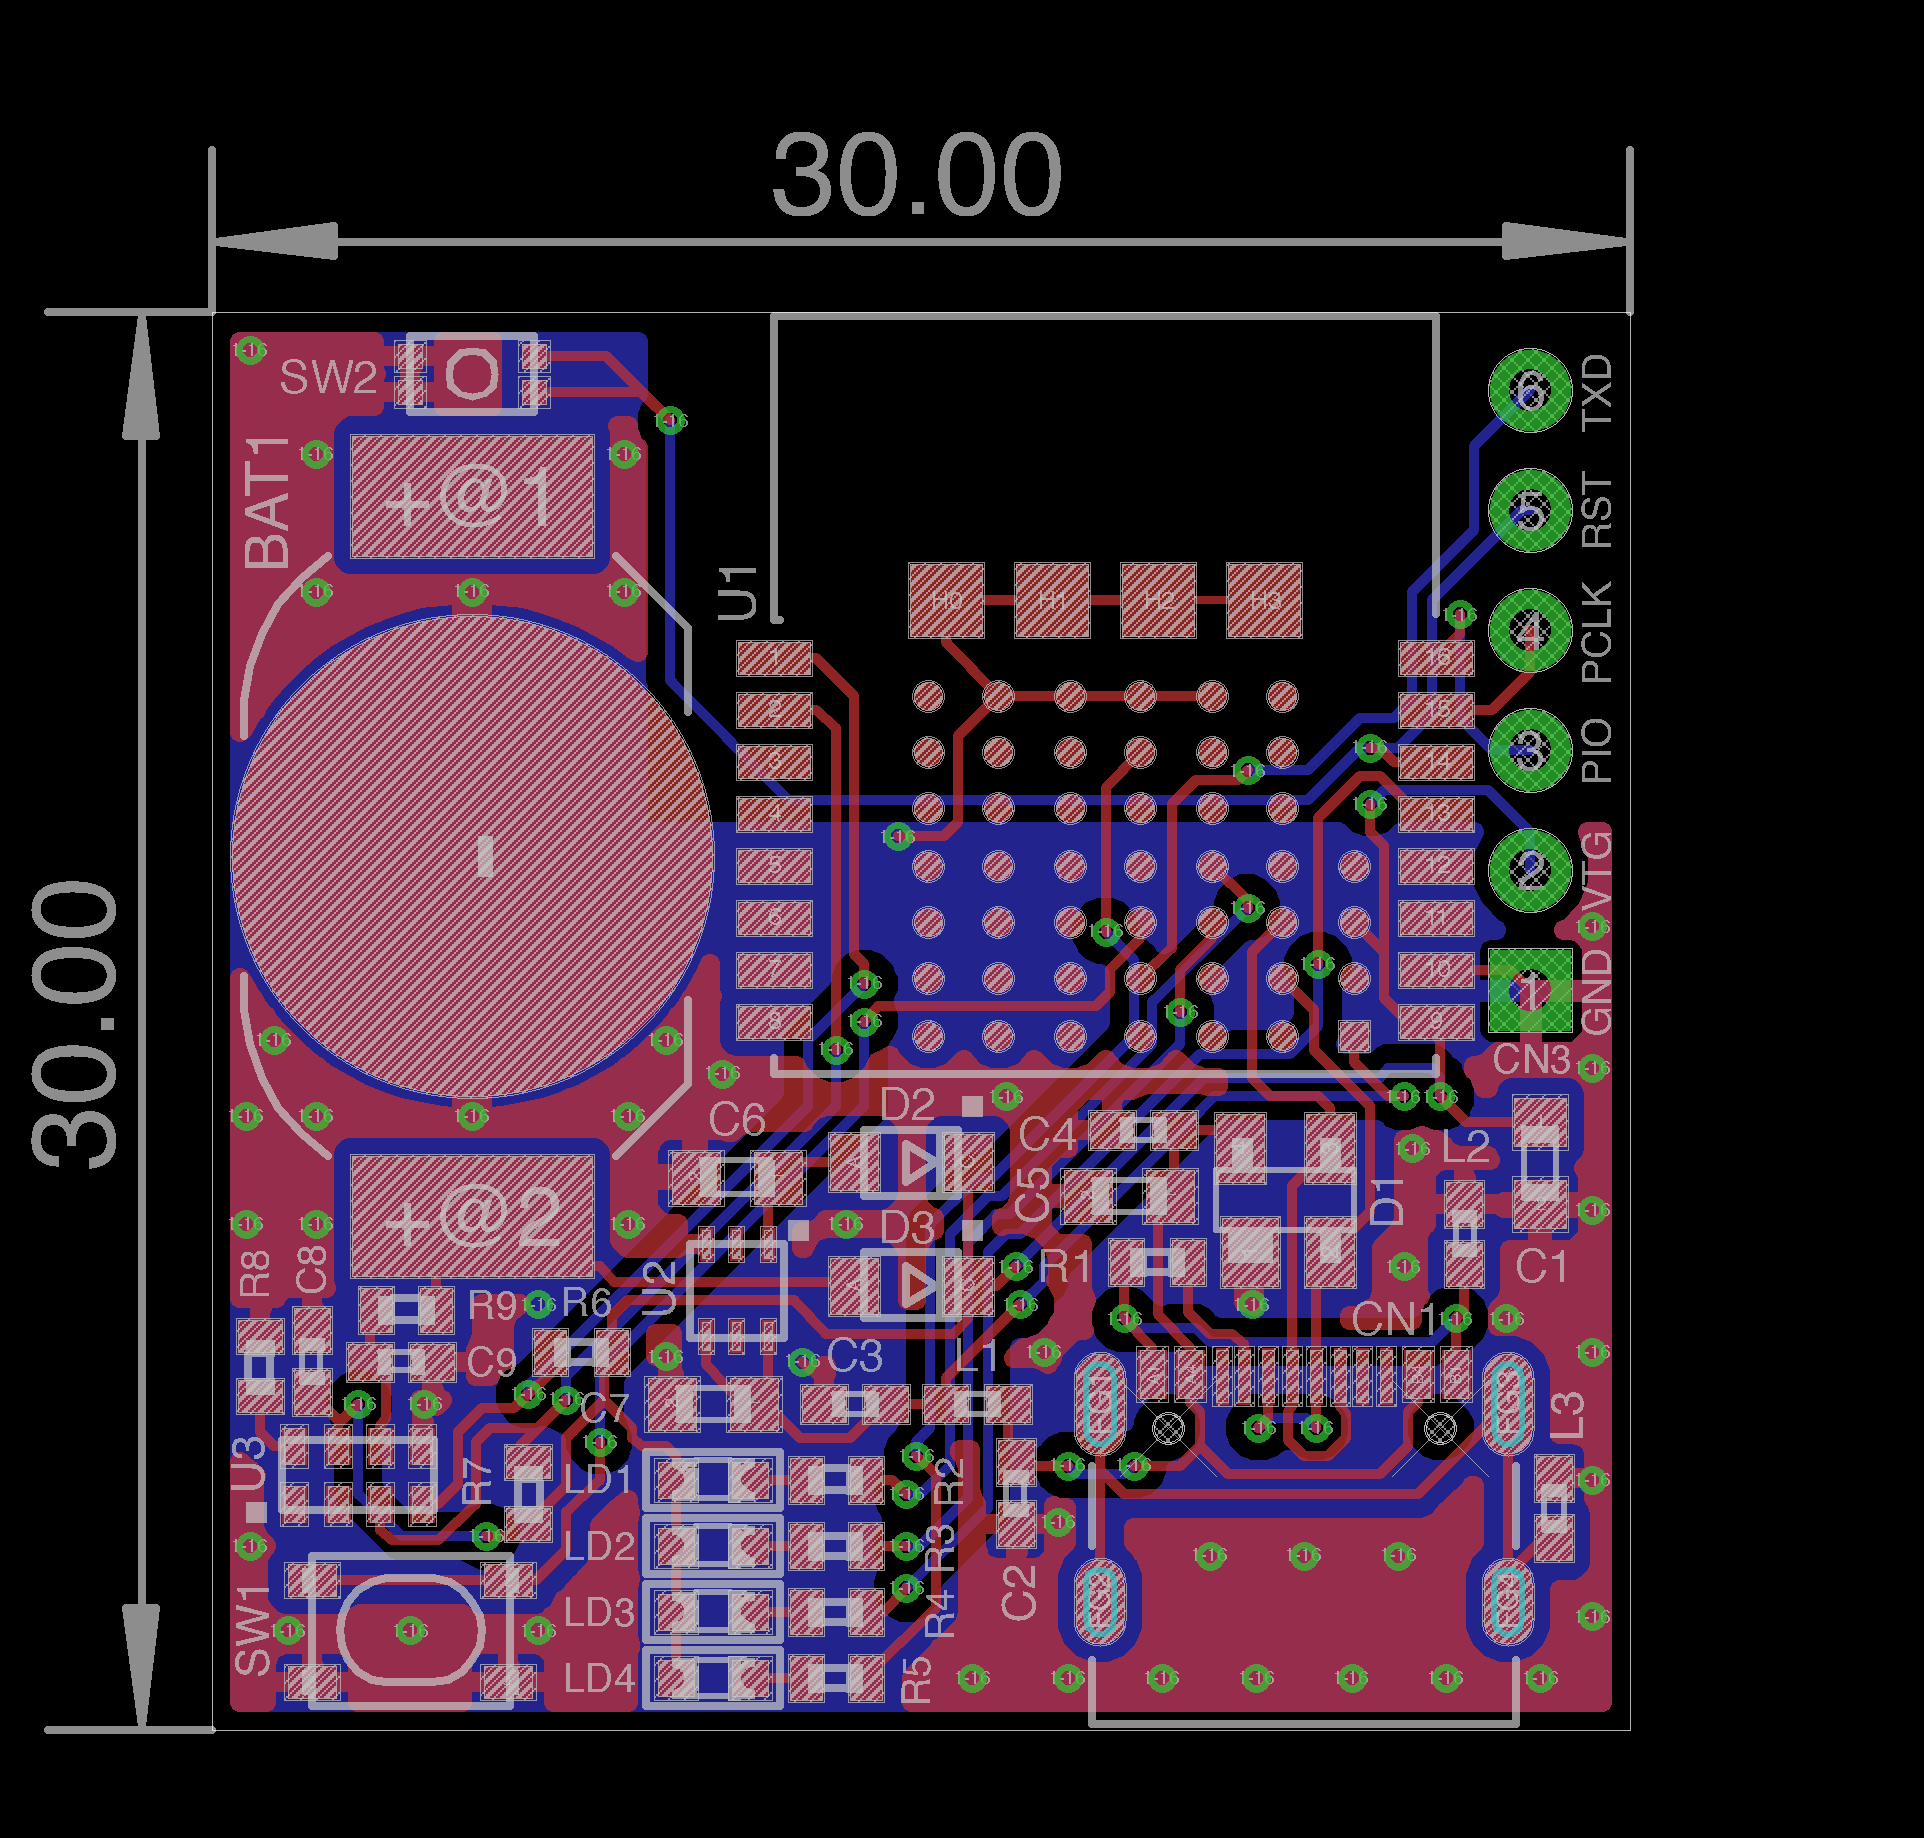 30.00
30.00
SW2
BAT1
+@1
+@2
U1
H0 H1 H2 H3
1
2
3
4
5
6
7
8
16
15
14
13
12
11
10
9
6 TXD
5 RST
4 PCLK
3 PIO
2 VTG
1 GND
CN3
C6
D2
C4
L2
C5
D3
D1
R8
C8
U2
R1
C1
R9
R6
CN1
C9
C3
L1
C7
L3
U3
R7
LD1
R2
LD2
R3
C2
SW1
LD3
R4
LD4
R5
1-16